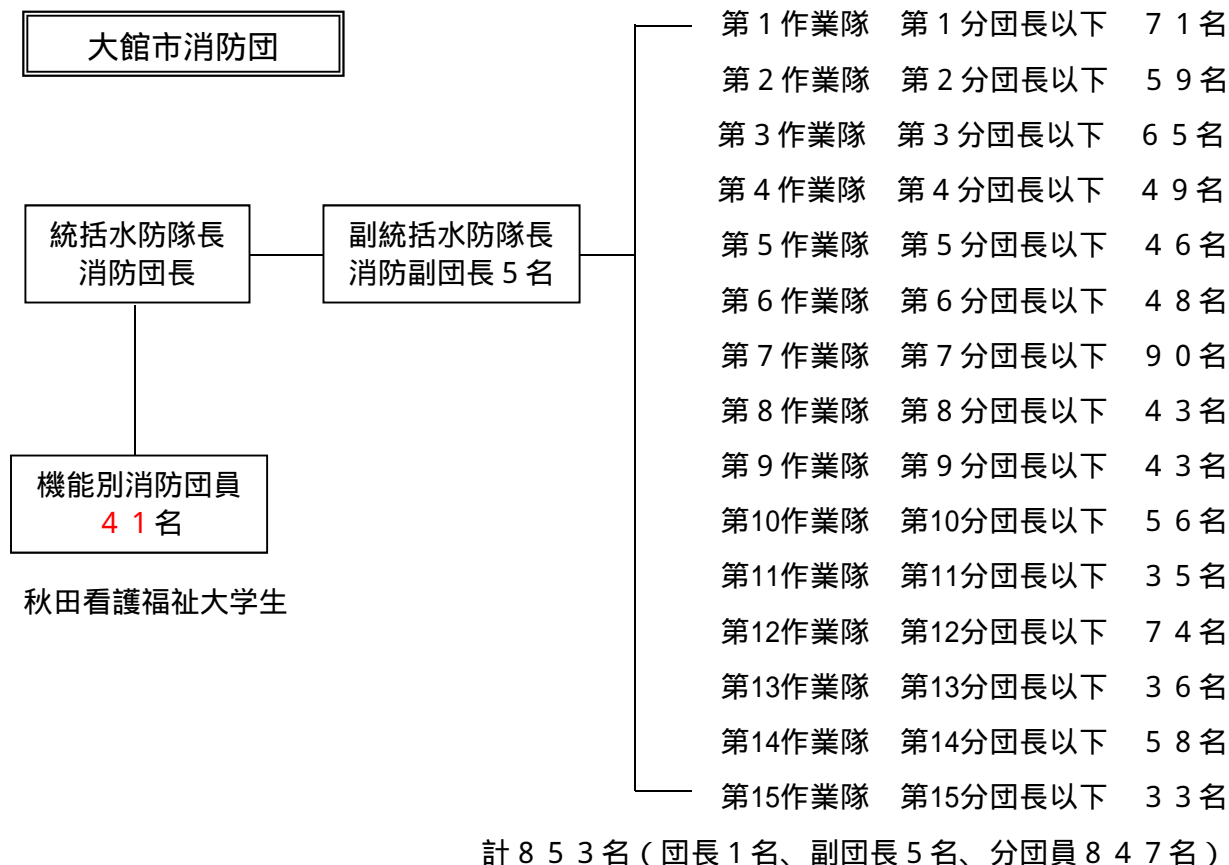 大館市消防団
統括水防隊長
消防団長
副統括水防隊長
消防副団長５名
機能別消防団員
４１名
秋田看護福祉大学生
第１作業隊　第１分団長以下　７１名
第２作業隊　第２分団長以下　５９名
第３作業隊　第３分団長以下　６５名
第４作業隊　第４分団長以下　４９名
第５作業隊　第５分団長以下　４６名
第６作業隊　第６分団長以下　４８名
第７作業隊　第７分団長以下　９０名
第８作業隊　第８分団長以下　４３名
第９作業隊　第９分団長以下　４３名
第10作業隊　第10分団長以下　５６名
第11作業隊　第11分団長以下　３５名
第12作業隊　第12分団長以下　７４名
第13作業隊　第13分団長以下　３６名
第14作業隊　第14分団長以下　５８名
第15作業隊　第15分団長以下　３３名
計８５３名（団長１名、副団長５名、分団員８４７名）